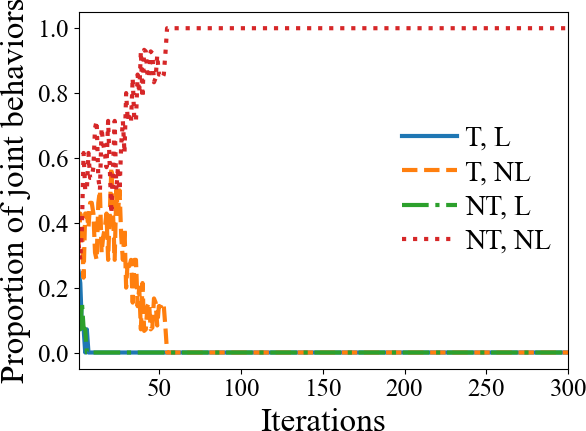 Proportion of joint behaviors
1.0
0.8
0.6
0.4
0.2
0.0
T, L
T, NL
NT, L
NT, NL
50 100 150 200 250 300
Iterations